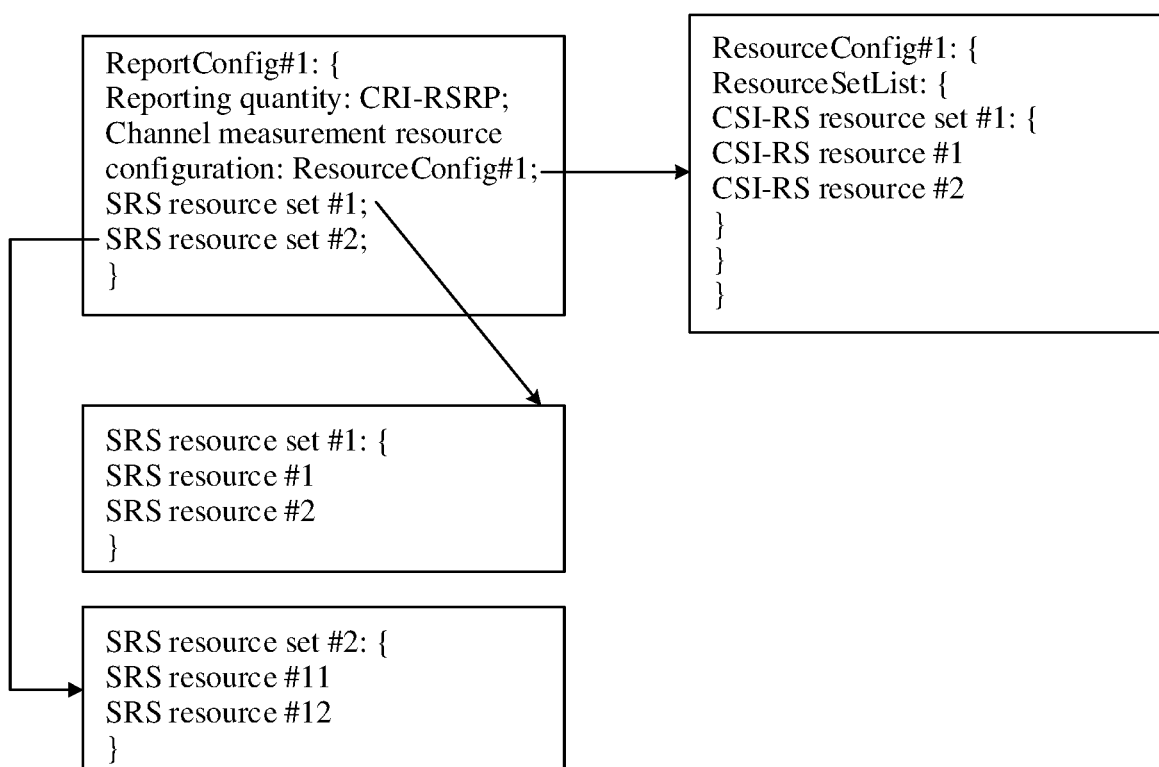 ReportConfig#1: {
Reporting quantity: CRI-RSRP;
Channel measurement resource
configuration: ResourceConfig#1;
SRS resource set #1;
SRS resource set #2;
}
ResourceConfig#1: {
ResourceSetList: {
CSI-RS resource set #1: {
CSI-RS resource #1
CSI-RS resource #2
}
}
}
SRS resource set #1: {
SRS resource #1
SRS resource #2
}
SRS resource set #2: {
SRS resource #11
SRS resource #12
}